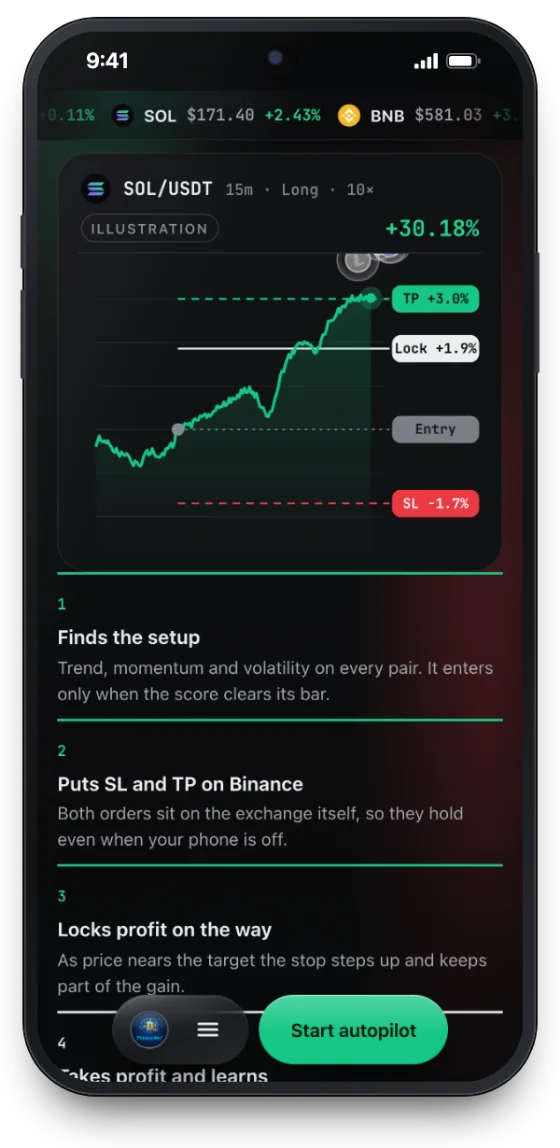 9:41
+0.11% SOL $171.40 +2.43% BNB $581.03 +3.
SOL/USDT 15m · Long · 10×
ILLUSTRATION +30.18%
TP +3.0%
Lock +1.9%
Entry
SL -1.7%
1
Finds the setup
Trend, momentum and volatility on every pair. It enters
only when the score clears its bar.
2
Puts SL and TP on Binance
Both orders sit on the exchange itself, so they hold
even when your phone is off.
3
Locks profit on the way
As price nears the target the stop steps up and keeps
part of the gain.
Start autopilot
4
Takes profit and learns